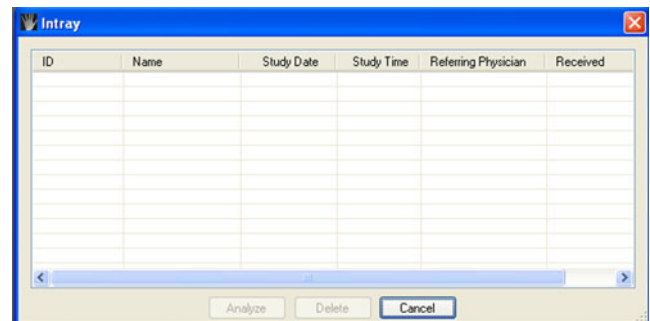 Intray
ID Name Study Date Study Time Referring Physician Received
Analyze Delete Cancel